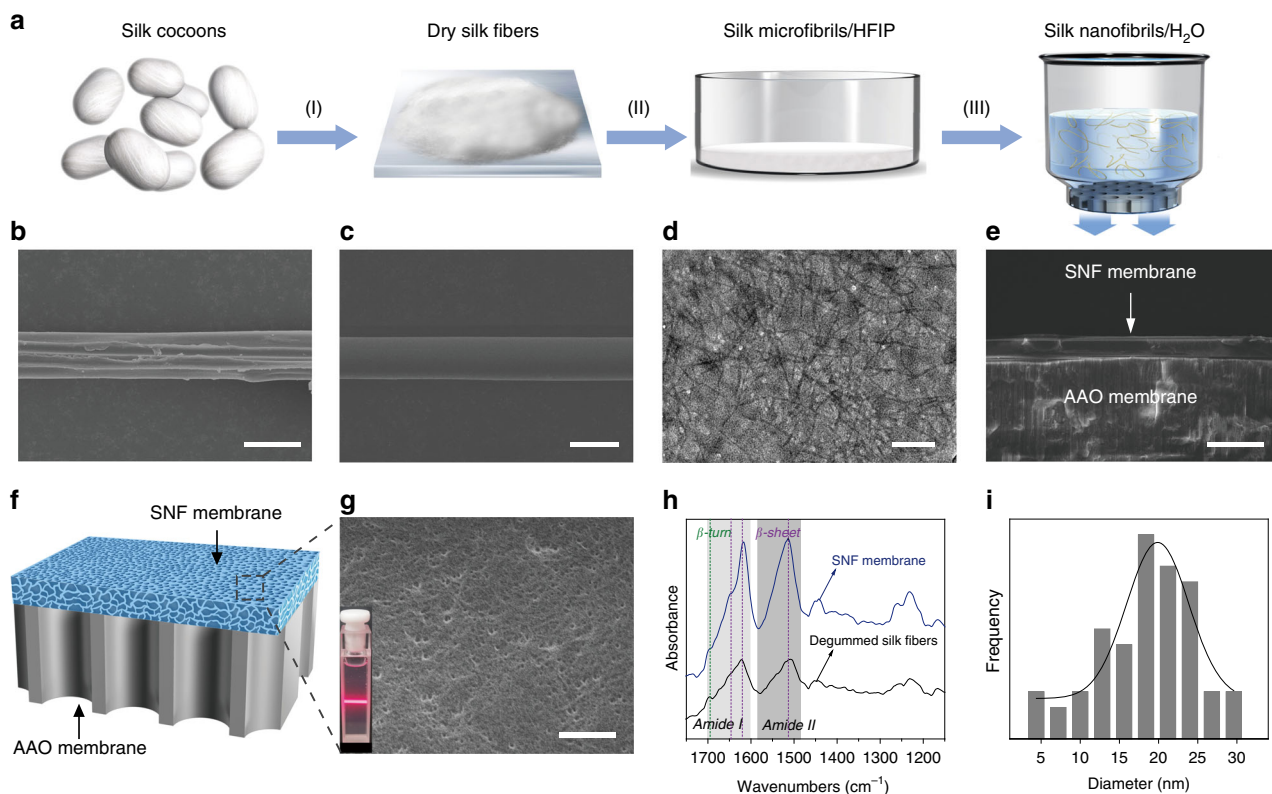 a
Silk cocoons
Dry silk fibers
Silk microfibrils/HFIP
Silk nanofibrils/H₂O
(I)
(II)
(III)
b
c
d
e
SNF membrane
AAO membrane
f
SNF membrane
AAO membrane
g
h
β-turn
β-sheet
SNF membrane
Degummed silk fibers
Amide I
Amide II
Absorbance
1700 1600 1500 1400 1300 1200
Wavenumbers (cm⁻¹)
i
Frequency
5 10 15 20 25 30
Diameter (nm)